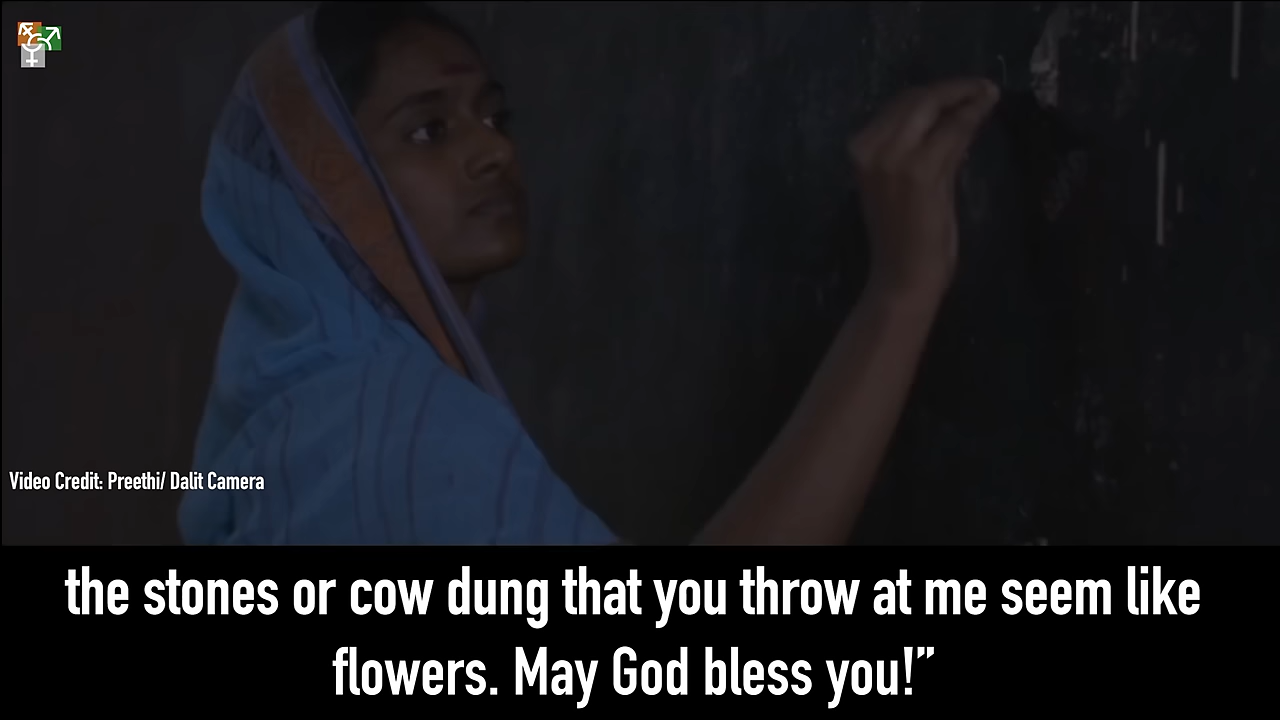 Video Credit: Preethi/ Dalit Camera
the stones or cow dung that you throw at me seem like
flowers. May God bless you!”